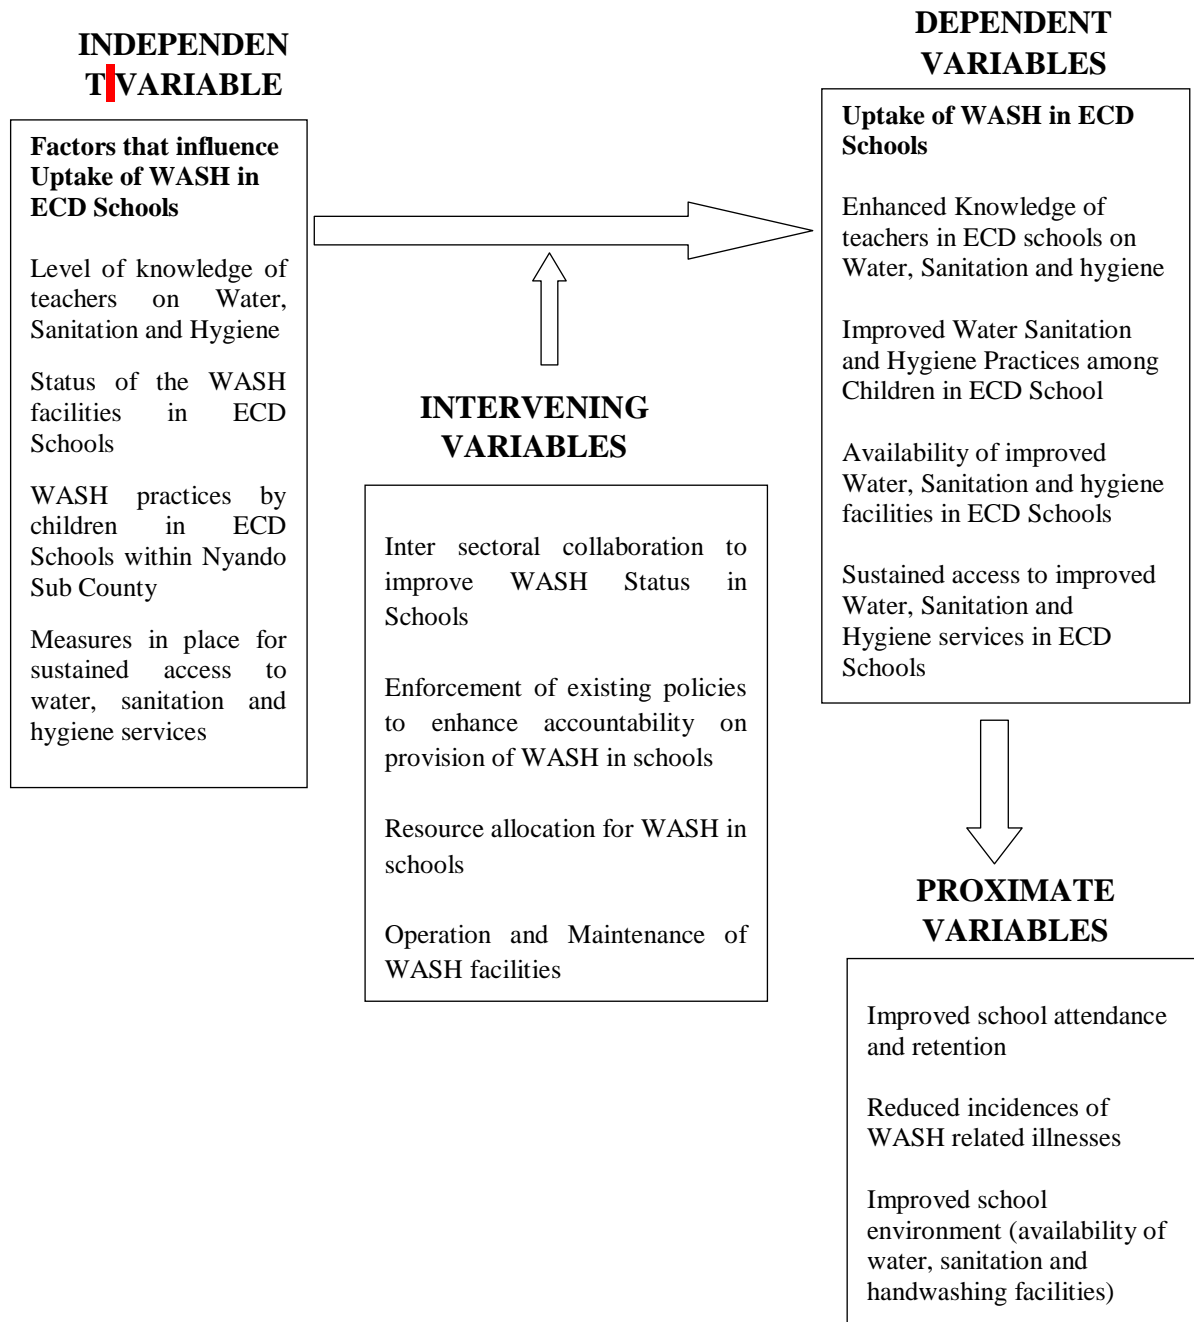 INDEPENDEN
T VARIABLE
Factors that influence
Uptake of WASH in
ECD Schools
Level of knowledge of
teachers on Water,
Sanitation and Hygiene
Status of the WASH
facilities in ECD
Schools
WASH practices by
children in ECD
Schools within Nyando
Sub County
Measures in place for
sustained access to
water, sanitation and
hygiene services
INTERVENING
VARIABLES
Inter sectoral collaboration to
improve WASH Status in
Schools
Enforcement of existing policies
to enhance accountability on
provision of WASH in schools
Resource allocation for WASH in
schools
Operation and Maintenance of
WASH facilities
DEPENDENT
VARIABLES
Uptake of WASH in ECD
Schools
Enhanced Knowledge of
teachers in ECD schools on
Water, Sanitation and hygiene
Improved Water Sanitation
and Hygiene Practices among
Children in ECD School
Availability of improved
Water, Sanitation and hygiene
facilities in ECD Schools
Sustained access to improved
Water, Sanitation and
Hygiene services in ECD
Schools
PROXIMATE
VARIABLES
Improved school attendance
and retention
Reduced incidences of
WASH related illnesses
Improved school
environment (availability of
water, sanitation and
handwashing facilities)